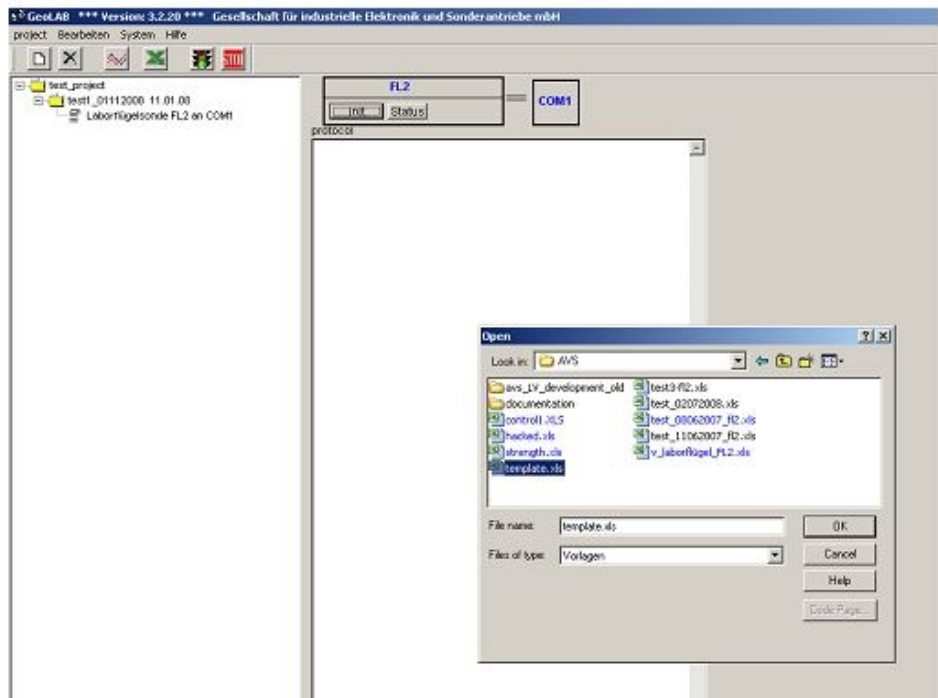 GeoLAB *** Version: 3.2.20 *** Gesellschaft für industrielle Elektronik und Sonderantriebe mbH
project Bearbeiten System Hilfe
test_project
test1_01112008 11.01.08
Laborflügelsonde FL2 an COM1
FL2
Init Status
COM1
protocol
Open
Look in: AVS
avs_LV_development_old
documentation
control1.XLS
hacked.xls
strength.xls
template.xls
test3-fl2.xls
test_02072008.xls
test_08062007_fl2.xls
test_11062007_fl2.xls
v_laborflügel_FL2.xls
File name: template.xls OK
Files of type: Vorlagen Cancel
Help
Code Page...